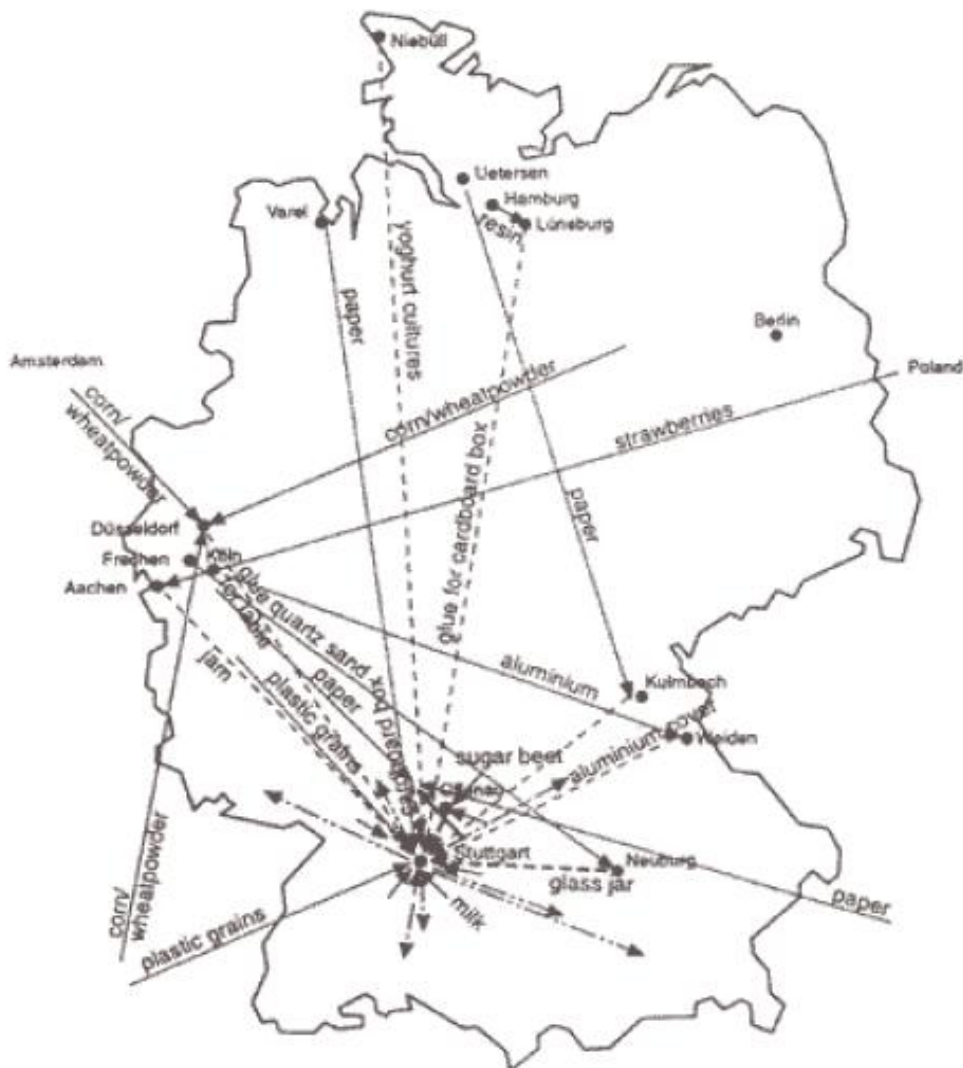 Niebüll
Uetersen
Hamburg
resin
Lüneburg
Varel
paper
yoghurt cultures
Berlin
Amsterdam
Poland
corn/
wheatpowder
corn/wheatpowder
strawberries
glue for cardboard box
paper
Düsseldorf
Frechen
Köln
Aachen
glue
quartz sand
jam
plastic grains
paper
cardboard box
aluminium
Kulmbach
aluminium cover
Weiden
sugar beet
Stuttgart
Neuburg
glass jar
milk
paper
corn/
wheatpowder
plastic grains